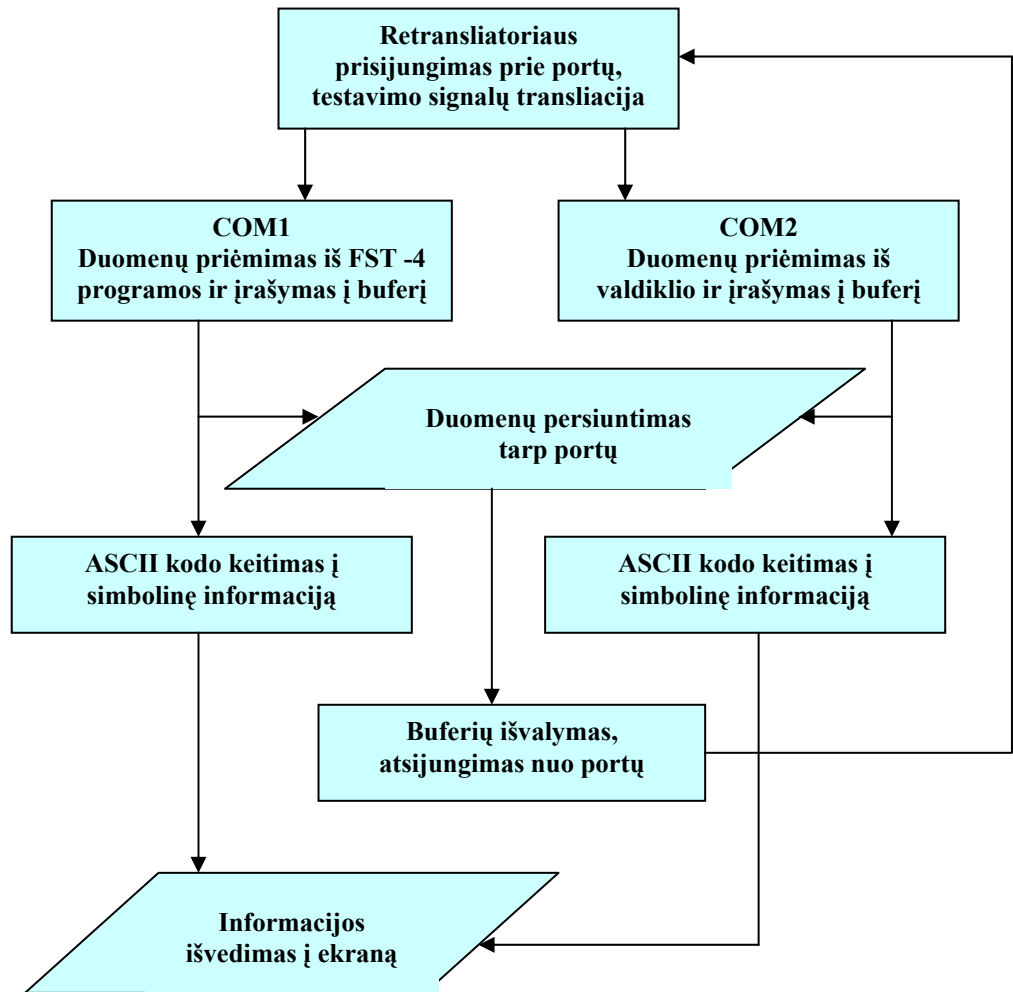 Retransliatoriaus
prisijungimas prie portų,
testavimo signalų transliacija
COM1
Duomenų priėmimas iš FST -4
programos ir įrašymas į buferį
COM2
Duomenų priėmimas iš
valdiklio ir įrašymas į buferį
Duomenų persiuntimas
tarp portų
ASCII kodo keitimas į
simbolinę informaciją
ASCII kodo keitimas į
simbolinę informaciją
Buferių išvalymas,
atsijungimas nuo portų
Informacijos
išvedimas į ekraną